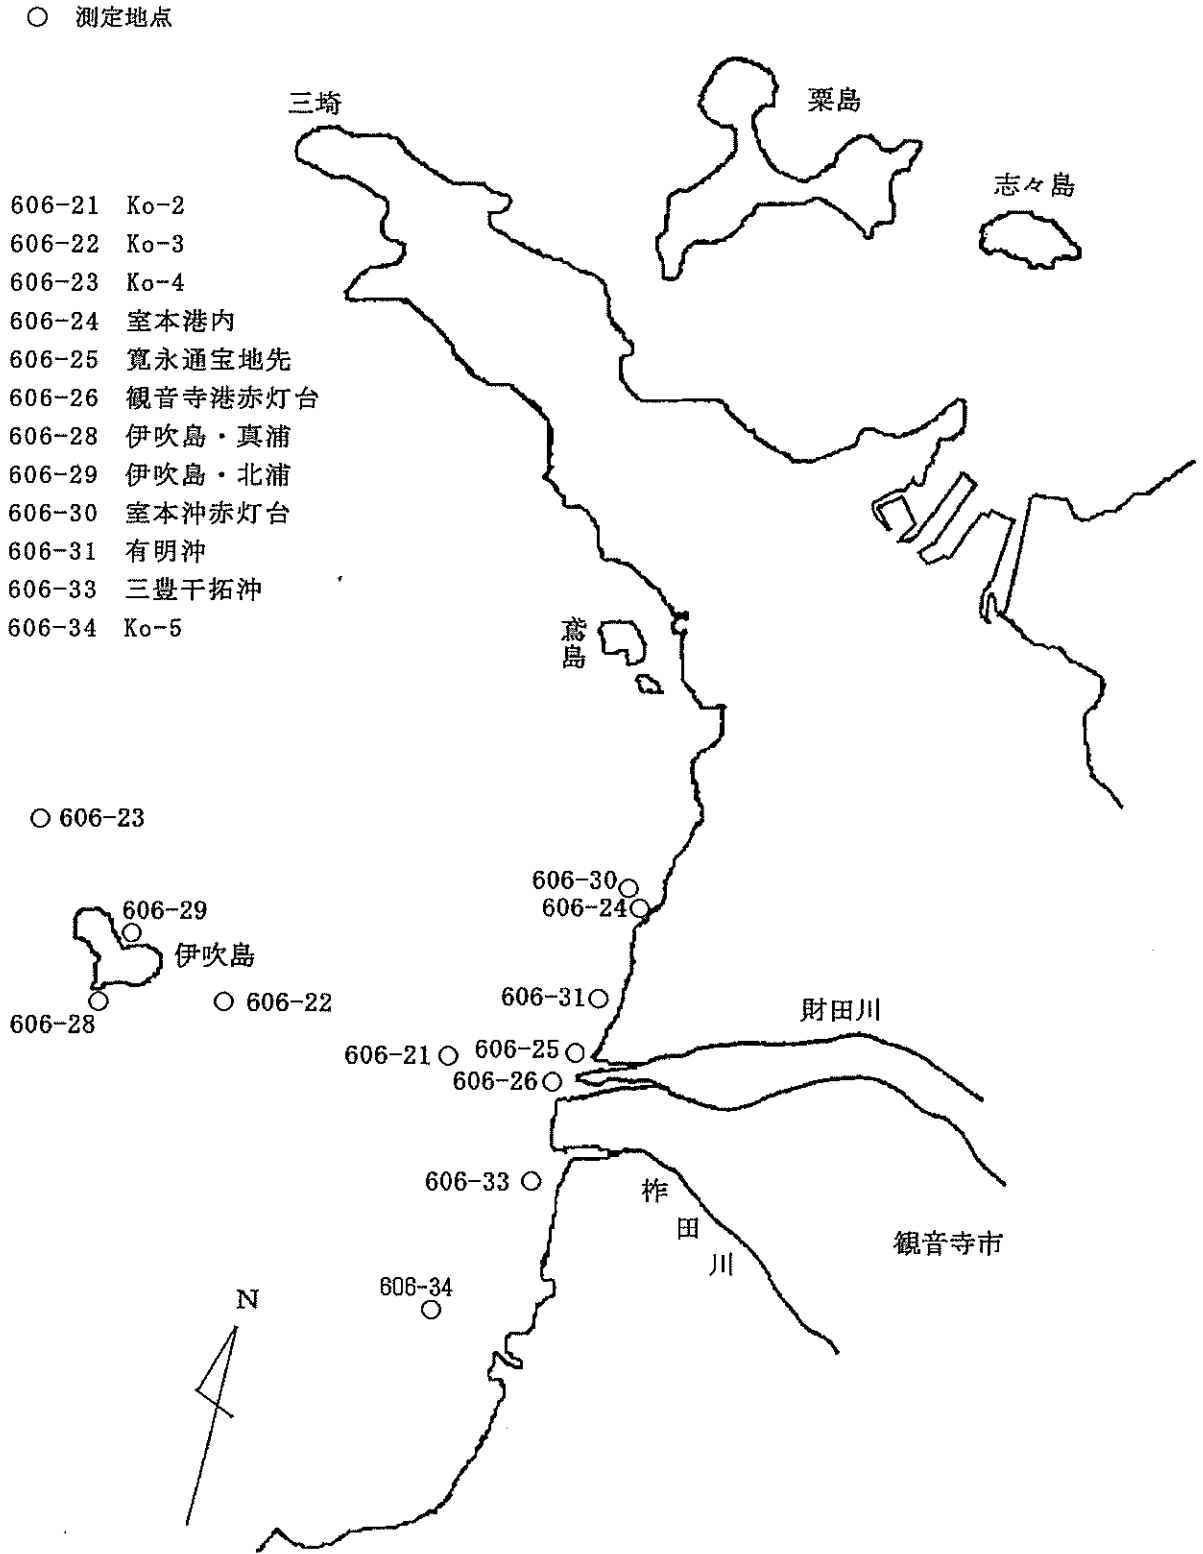 ○ 測定地点
三埼
粟島
志々島
606-21 Ko-2
606-22 Ko-3
606-23 Ko-4
606-24 室本港内
606-25 寛永通宝地先
606-26 観音寺港赤灯台
606-28 伊吹島・真浦
606-29 伊吹島・北浦
606-30 室本沖赤灯台
606-31 有明沖
606-33 三豊干拓沖
606-34 Ko-5
鳶島
606-23
606-30
606-24
606-29
伊吹島
606-28
606-22
606-31
財田川
606-21
606-25
606-26
606-33
柞田川
観音寺市
606-34
N